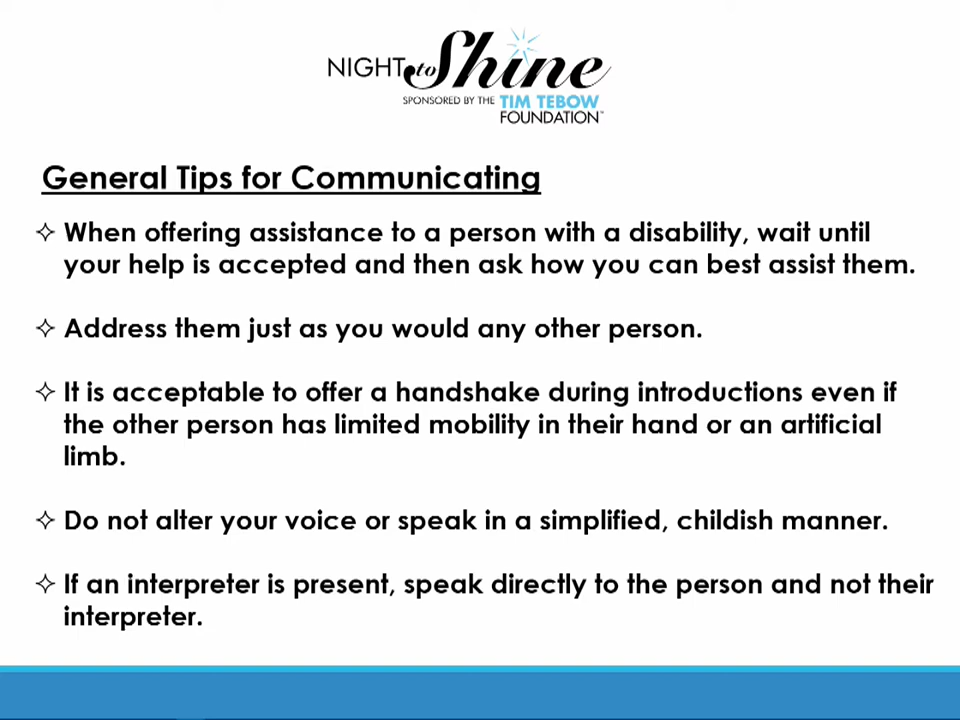 NIGHT to Shine
SPONSORED BY THE TIM TEBOW
FOUNDATION™
General Tips for Communicating
✧ When offering assistance to a person with a disability, wait until
your help is accepted and then ask how you can best assist them.
✧ Address them just as you would any other person.
✧ It is acceptable to offer a handshake during introductions even if
the other person has limited mobility in their hand or an artificial
limb.
✧ Do not alter your voice or speak in a simplified, childish manner.
✧ If an interpreter is present, speak directly to the person and not their
interpreter.